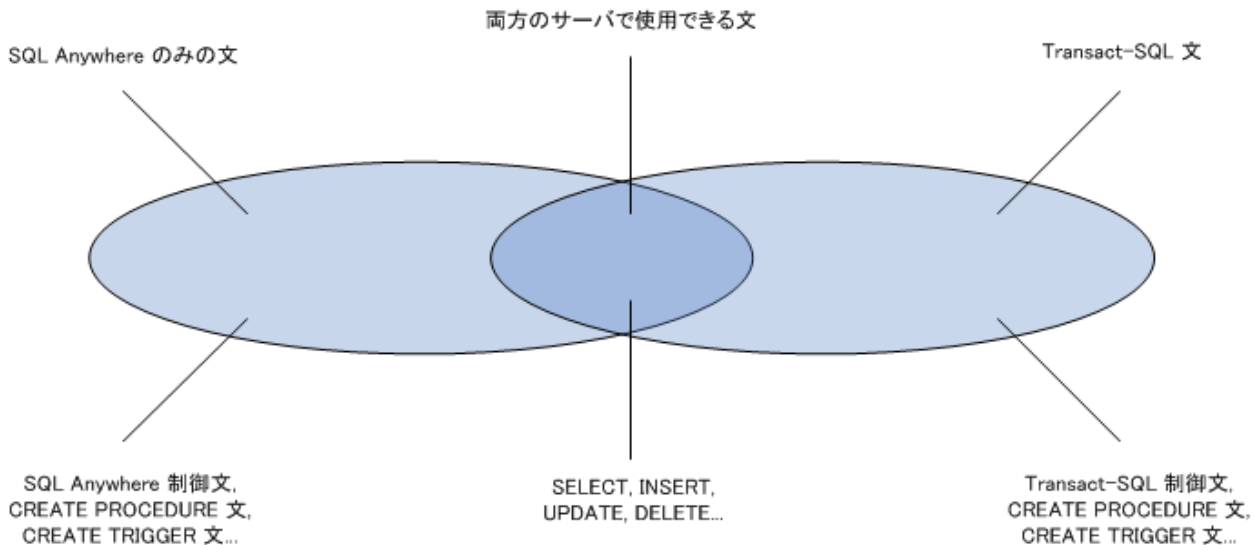 両方のサーバで使用できる文
SQL Anywhere のみの文
Transact-SQL 文
SQL Anywhere 制御文,
CREATE PROCEDURE 文,
CREATE TRIGGER 文...
SELECT, INSERT,
UPDATE, DELETE...
Transact-SQL 制御文,
CREATE PROCEDURE 文,
CREATE TRIGGER 文...